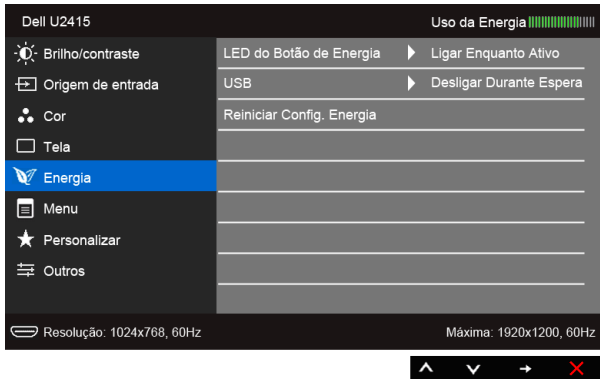 Dell U2415 Uso da Energia
Brilho/contraste LED do Botão de Energia Ligar Enquanto Ativo
Origem de entrada USB Desligar Durante Espera
Cor Reiniciar Config. Energia
Tela
Energia
Menu
Personalizar
Outros
Resolução: 1024x768, 60Hz Máxima: 1920x1200, 60Hz